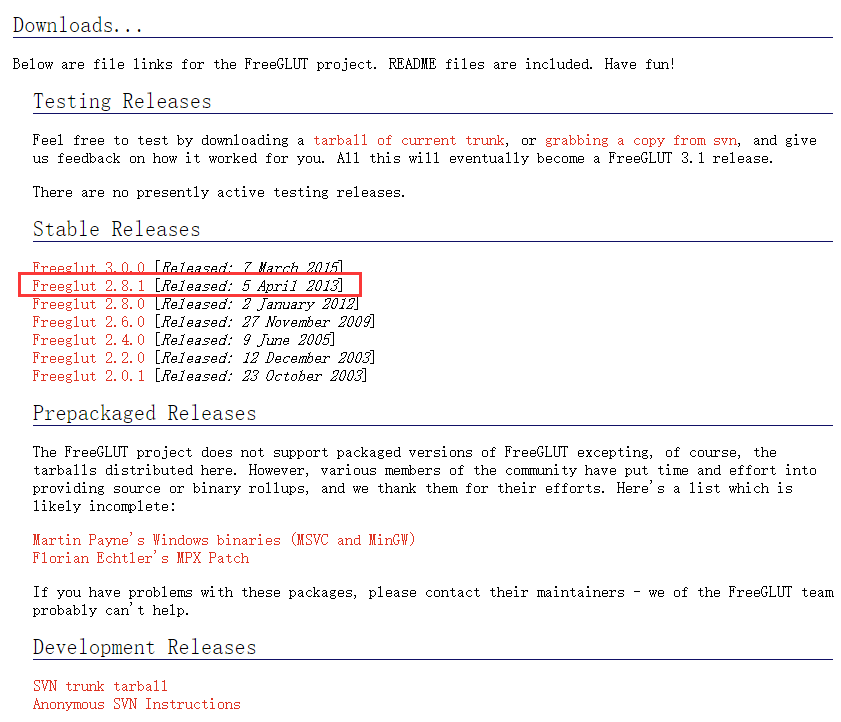 Downloads...
Below are file links for the FreeGLUT project. README files are included. Have fun!
Testing Releases
Feel free to test by downloading a tarball of current trunk, or grabbing a copy from svn, and give
us feedback on how it worked for you. All this will eventually become a FreeGLUT 3.1 release.
There are no presently active testing releases.
Stable Releases
Freeglut 3.0.0 [Released: 7 March 2015]
Freeglut 2.8.1 [Released: 5 April 2013]
Freeglut 2.8.0 [Released: 2 January 2012]
Freeglut 2.6.0 [Released: 27 November 2009]
Freeglut 2.4.0 [Released: 9 June 2005]
Freeglut 2.2.0 [Released: 12 December 2003]
Freeglut 2.0.1 [Released: 23 October 2003]
Prepackaged Releases
The FreeGLUT project does not support packaged versions of FreeGLUT excepting, of course, the
tarballs distributed here. However, various members of the community have put time and effort into
providing source or binary rollups, and we thank them for their efforts. Here's a list which is
likely incomplete:
Martin Payne's Windows binaries (MSVC and MinGW)
Florian Echtler's MPX Patch
If you have problems with these packages, please contact their maintainers - we of the FreeGLUT team
probably can't help.
Development Releases
SVN trunk tarball
Anonymous SVN Instructions